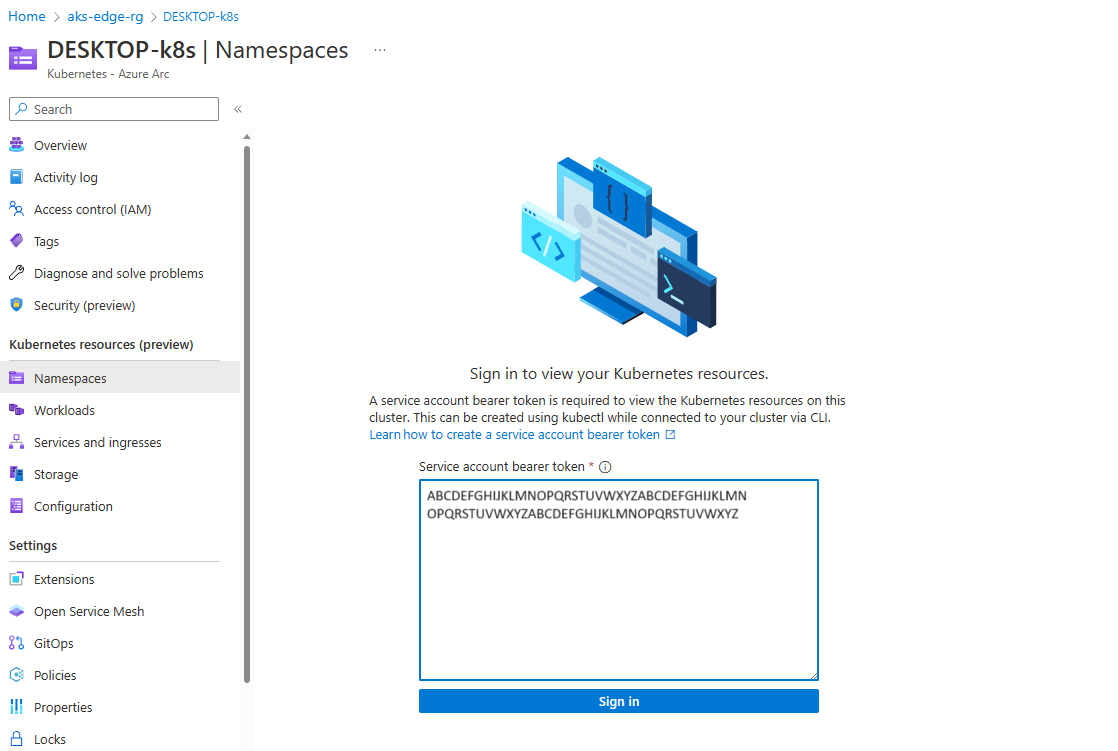 Home > aks-edge-rg > DESKTOP-k8s
DESKTOP-k8s | Namespaces ...
Kubernetes - Azure Arc
Search «
Overview
Activity log
Access control (IAM)
Tags
Diagnose and solve problems
Security (preview)
Kubernetes resources (preview)
Namespaces
Workloads
Services and ingresses
Storage
Configuration
Settings
Extensions
Open Service Mesh
GitOps
Policies
Properties
Locks
Sign in to view your Kubernetes resources.
A service account bearer token is required to view the Kubernetes resources on this
cluster. This can be created using kubectl while connected to your cluster via CLI.
Learn how to create a service account bearer token
Service account bearer token *
ABCDEFGHIJKLMNOPQRSTUVWXYZABCDEFGHIJKLMN
OPQRSTUVWXYZABCDEFGHIJKLMNOPQRSTUVWXYZ
Sign in